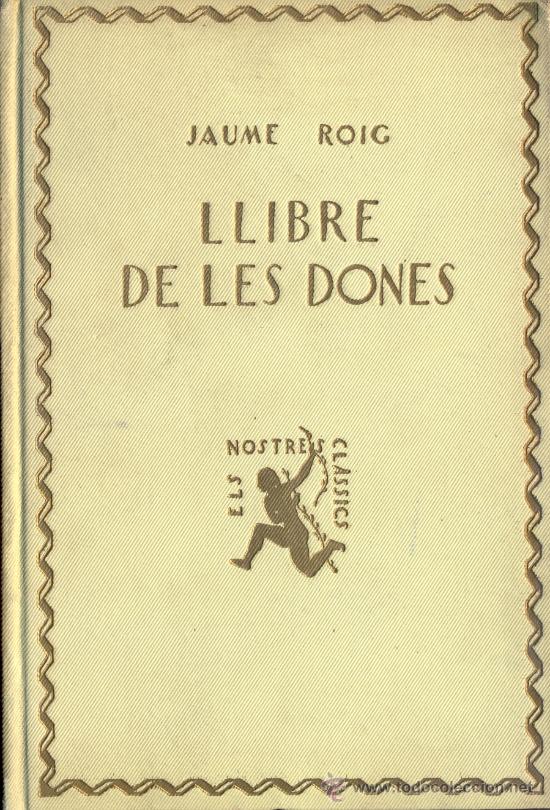 JAUME ROIG
LLIBRE
DE LES DONES
ELS NOSTRES CLÀSSICS
www.todocoleccion.net